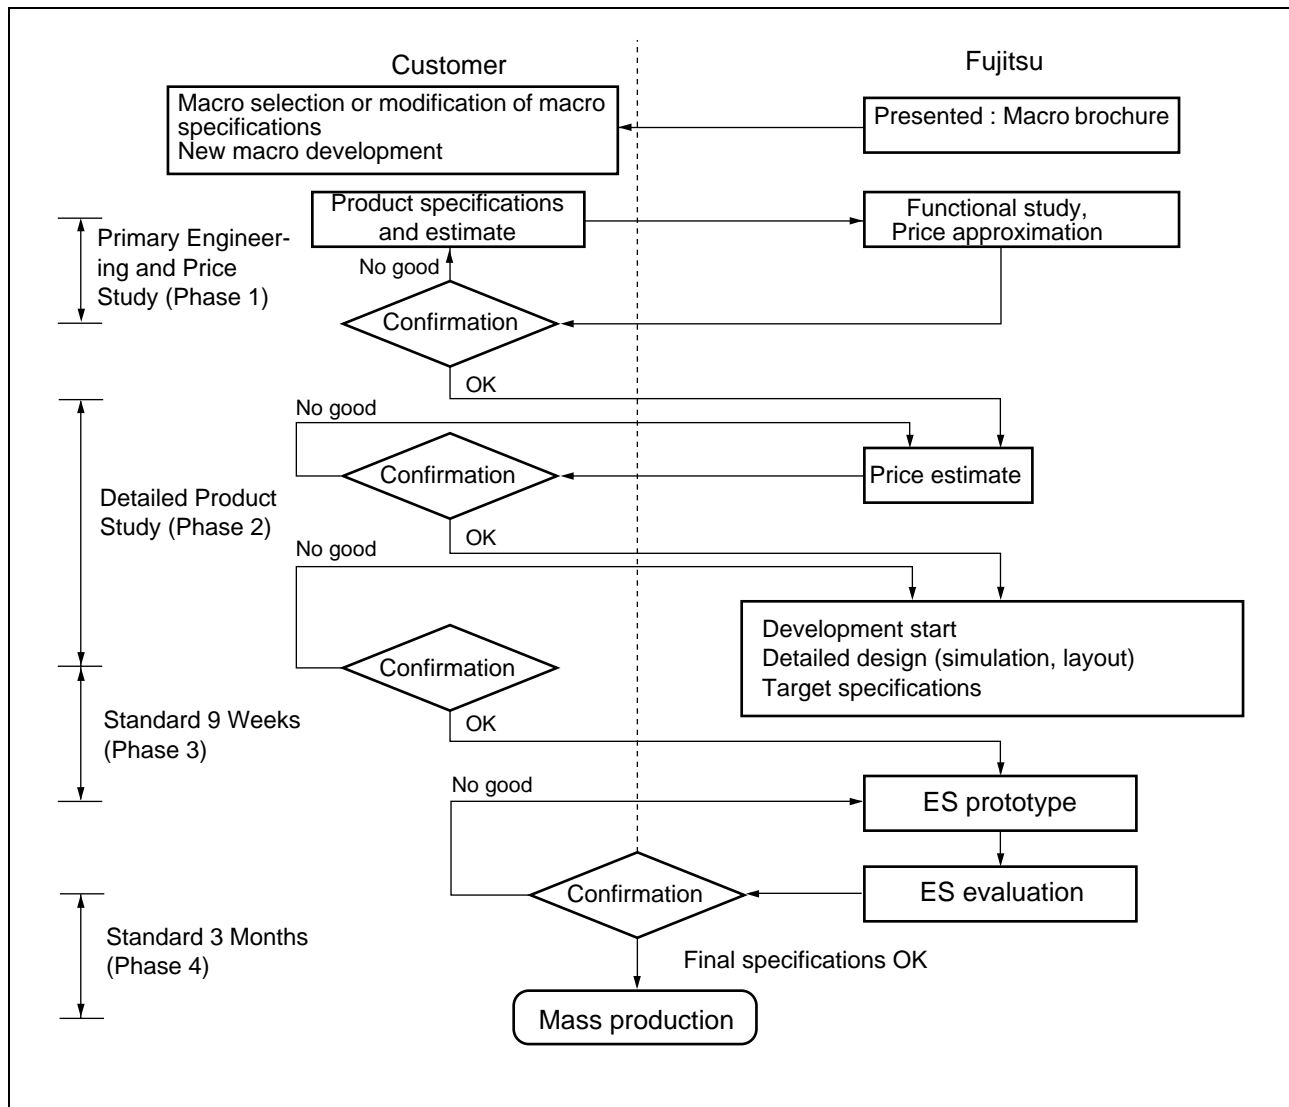 Customer
Fujitsu
Macro selection or modification of macro
specifications
New macro development
Presented : Macro brochure
Product specifications
and estimate
Functional study,
Price approximation
Primary Engineer-
ing and Price
Study (Phase 1)
No good
Confirmation
OK
No good
Confirmation
Price estimate
Detailed Product
Study (Phase 2)
OK
No good
Development start
Detailed design (simulation, layout)
Target specifications
Confirmation
Standard 9 Weeks
(Phase 3)
OK
No good
ES prototype
Confirmation
ES evaluation
Standard 3 Months
(Phase 4)
Final specifications OK
Mass production